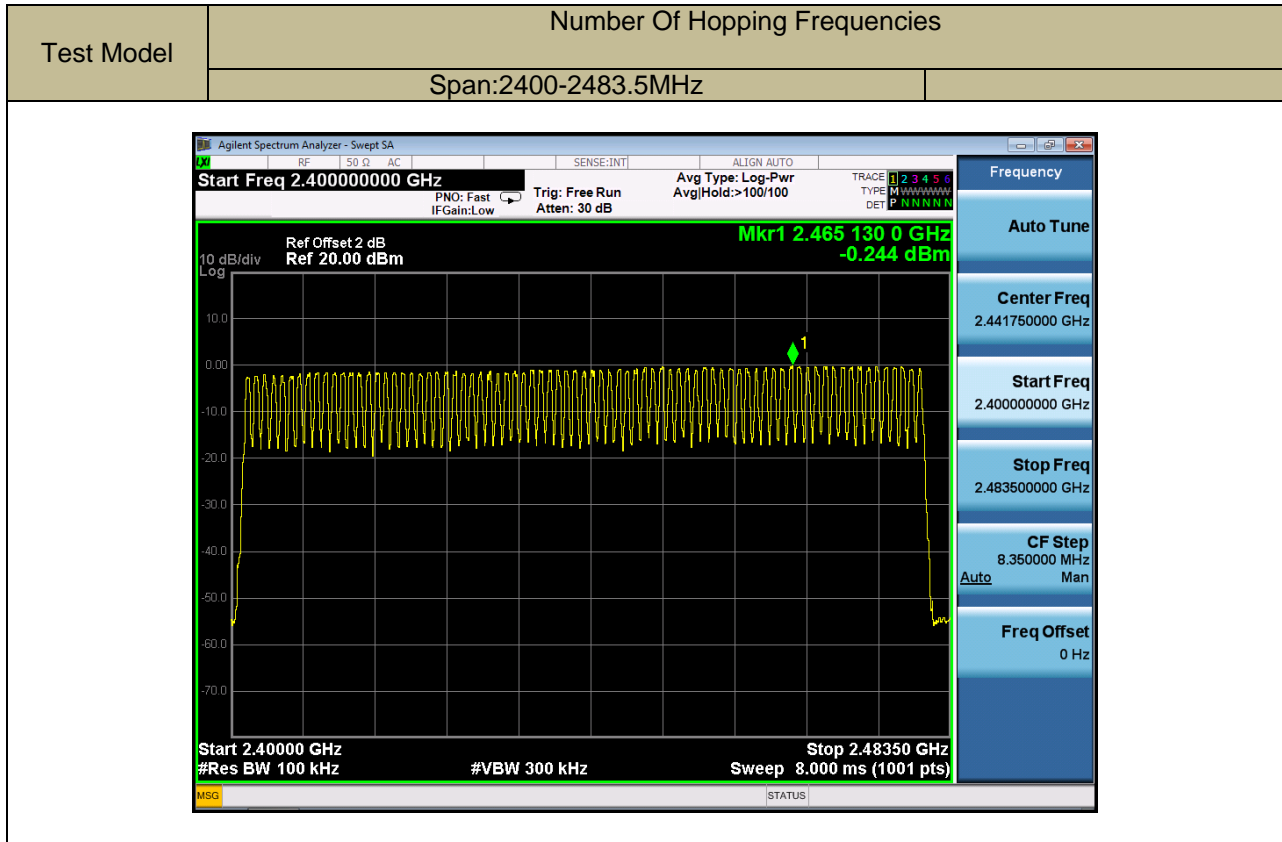 Number Of Hopping Frequencies
Test Model
Span:2400-2483.5MHz
Agilent Spectrum Analyzer - Swept SA
LXI RF 50 Ω AC SENSE:INT ALIGN AUTO
Start Freq 2.400000000 GHz
PNO: Fast
IFGain:Low
Trig: Free Run
Atten: 30 dB
Avg Type: Log-Pwr
Avg|Hold:>100/100
TRACE 1 2 3 4 5 6
TYPE M WWWWW
DET P N N N N N
Mkr1 2.465 130 0 GHz
-0.244 dBm
Ref Offset 2 dB
10 dB/div Ref 20.00 dBm
Log
10.0
1
0.00
-10.0
-20.0
-30.0
-40.0
-50.0
-60.0
-70.0
Start 2.40000 GHz Stop 2.48350 GHz
#Res BW 100 kHz #VBW 300 kHz Sweep 8.000 ms (1001 pts)
MSG STATUS
Frequency
Auto Tune
Center Freq
2.441750000 GHz
Start Freq
2.400000000 GHz
Stop Freq
2.483500000 GHz
CF Step
8.350000 MHz
Auto Man
Freq Offset
0 Hz